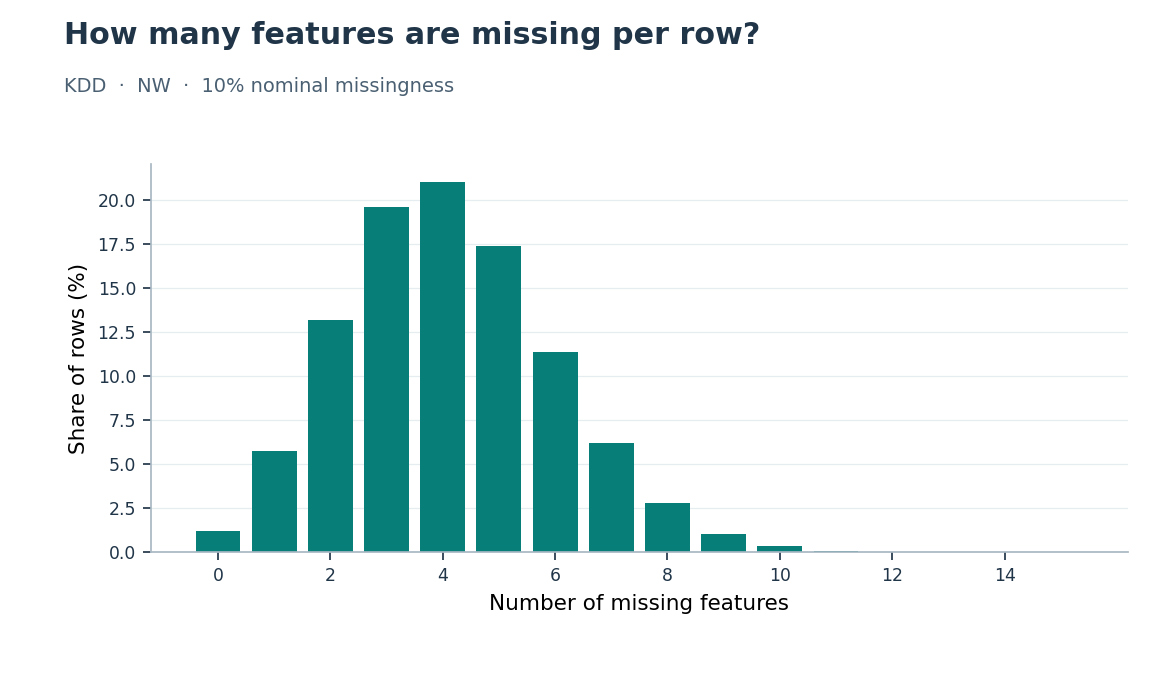 How many features are missing per row?
KDD · NW · 10% nominal missingness
Share of rows (%)
20.0
17.5
15.0
12.5
10.0
7.5
5.0
2.5
0.0
0 2 4 6 8 10 12 14
Number of missing features